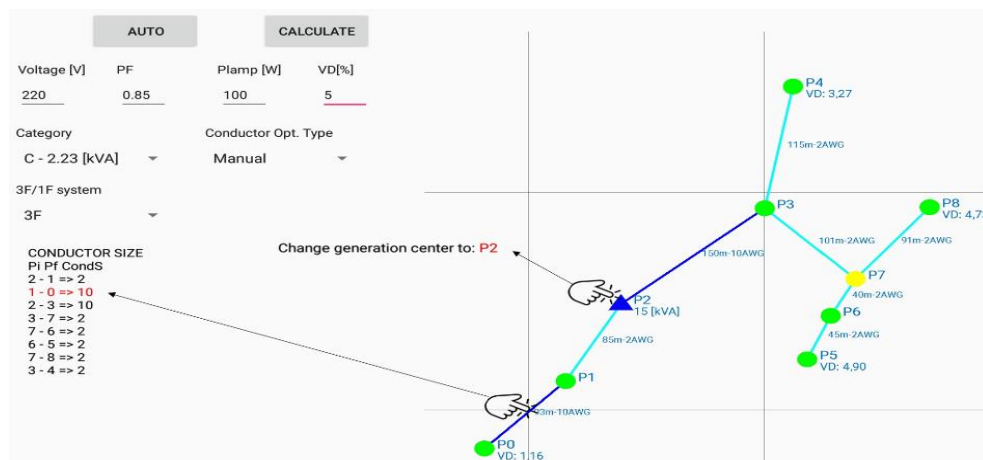 AUTO CALCULATE
Voltage [V] PF Plamp [W] VD[%]
220 0.85 100 5
Category Conductor Opt. Type
C - 2.23 [kVA] Manual
3F/1F system
3F
CONDUCTOR SIZE
Pi Pf CondS
2 - 1 => 2
1 - 0 => 10
2 - 3 => 10
3 - 7 => 2
7 - 6 => 2
6 - 5 => 2
7 - 8 => 2
3 - 4 => 2
Change generation center to: P2
P4
VD: 3,27
115m-2AWG
P3
P8
VD: 4,7
101m-2AWG
91m-2AWG
150m-10AWG
P7
40m-2AWG
P2
15 [kVA]
P6
85m-2AWG
45m-2AWG
P5
VD: 4,90
P1
3m-10AWG
P0
VD: 1,16